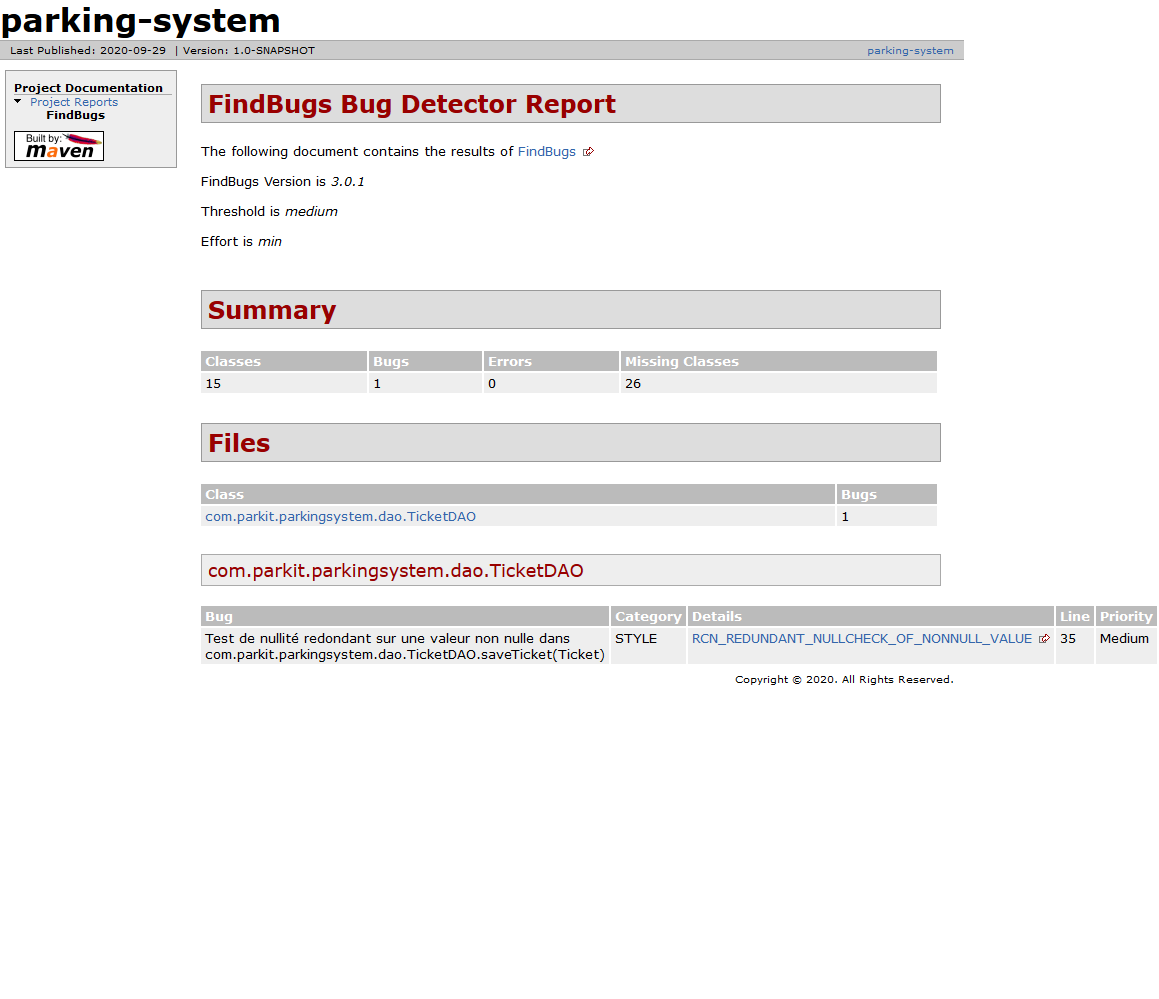 parking-system
Last Published: 2020-09-29 | Version: 1.0-SNAPSHOT
parking-system
Project Documentation
Project Reports
FindBugs
Built by:
maven
FindBugs Bug Detector Report
The following document contains the results of FindBugs
FindBugs Version is 3.0.1
Threshold is medium
Effort is min
Summary
Classes Bugs Errors Missing Classes
15 1 0 26
Files
Class Bugs
com.parkit.parkingsystem.dao.TicketDAO 1
com.parkit.parkingsystem.dao.TicketDAO
Bug Category Details Line Priority
Test de nullité redondant sur une valeur non nulle dans STYLE RCN_REDUNDANT_NULLCHECK_OF_NONNULL_VALUE 35 Medium
com.parkit.parkingsystem.dao.TicketDAO.saveTicket(Ticket)
Copyright © 2020. All Rights Reserved.